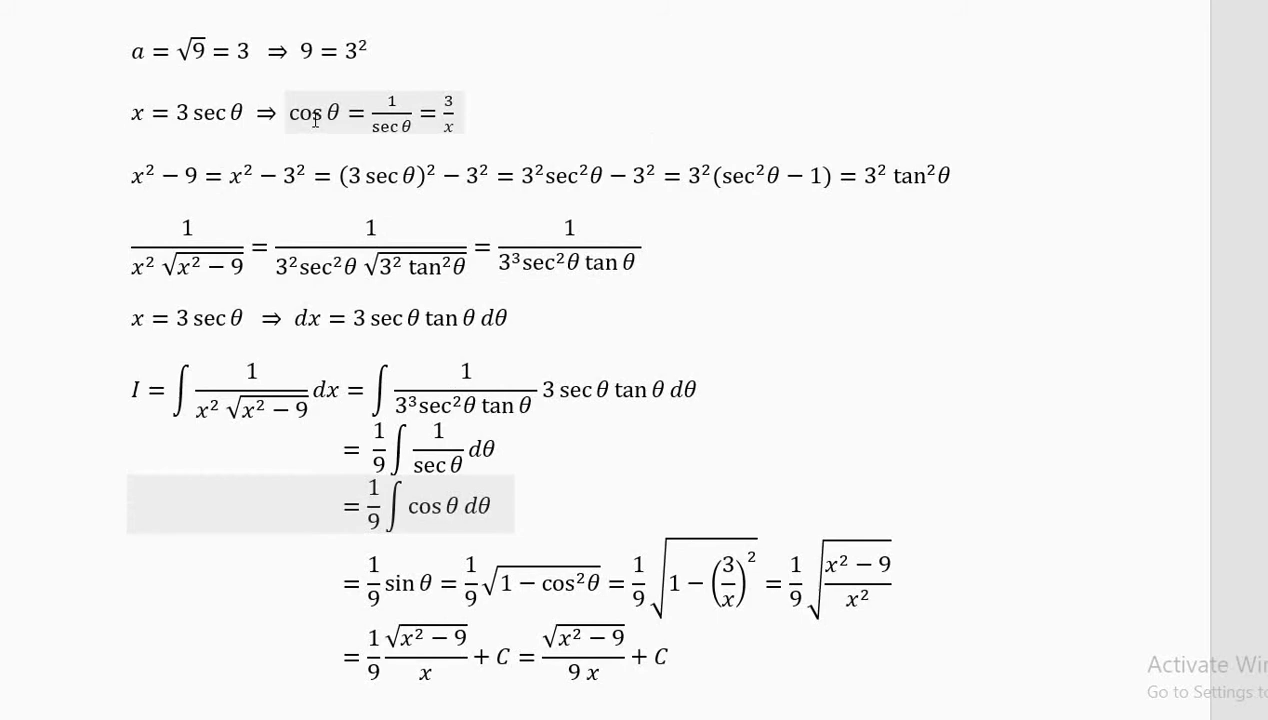 a = √9 = 3 ⇒ 9 = 3²
x = 3 sec θ ⇒ cos θ = 1/sec θ = 3/x
x² − 9 = x² − 3² = (3 sec θ)² − 3² = 3²sec²θ − 3² = 3²(sec²θ − 1) = 3² tan²θ
1/(x² √(x² − 9)) = 1/(3²sec²θ √(3² tan²θ)) = 1/(3³sec²θ tan θ)
x = 3 sec θ ⇒ dx = 3 sec θ tan θ dθ
I = ∫ 1/(x² √(x² − 9)) dx = ∫ 1/(3³sec²θ tan θ) 3 sec θ tan θ dθ
= 1/9 ∫ 1/sec θ dθ
= 1/9 ∫ cos θ dθ
= 1/9 sin θ = 1/9 √(1 − cos²θ) = 1/9 √(1 − (3/x)²) = 1/9 √((x² − 9)/x²)
= 1/9 √(x² − 9)/x + C = √(x² − 9)/(9 x) + C
Activate Win
Go to Settings to